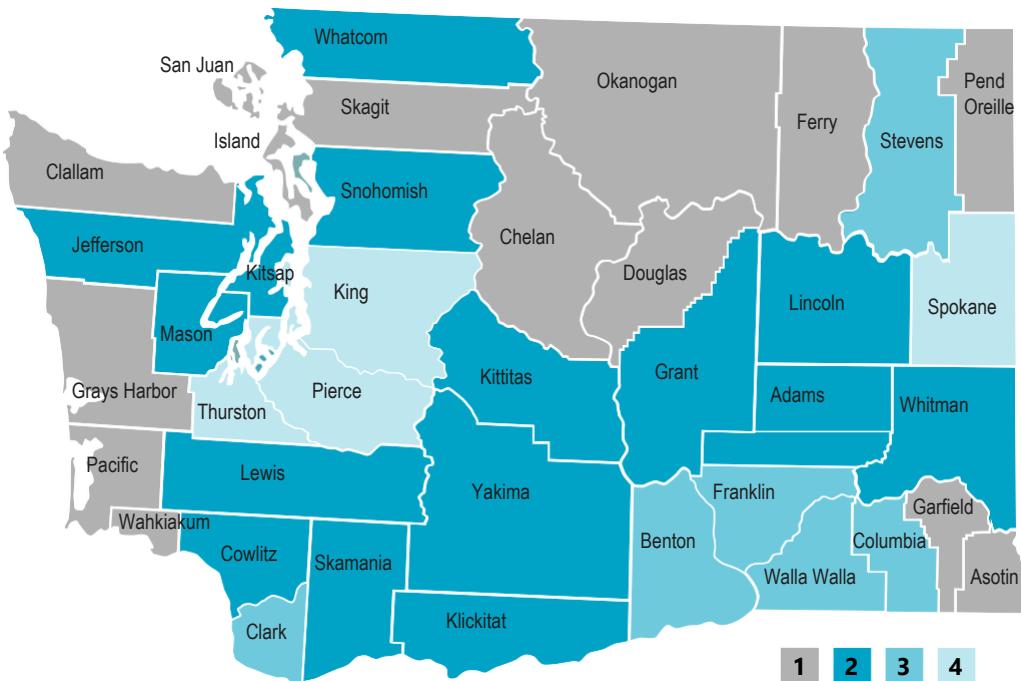 Whatcom
San Juan
Okanogan
Pend
Oreille
Skagit
Ferry
Island
Stevens
Clallam
Snohomish
Jefferson
Chelan
Kitsap
Douglas
King
Lincoln
Spokane
Mason
Kittitas
Grant
Grays Harbor
Pierce
Adams
Whitman
Thurston
Pacific
Lewis
Yakima
Franklin
Garfield
Wahkiakum
Cowlitz
Skamania
Benton
Columbia
Walla Walla
Asotin
Klickitat
Clark
1 2 3 4